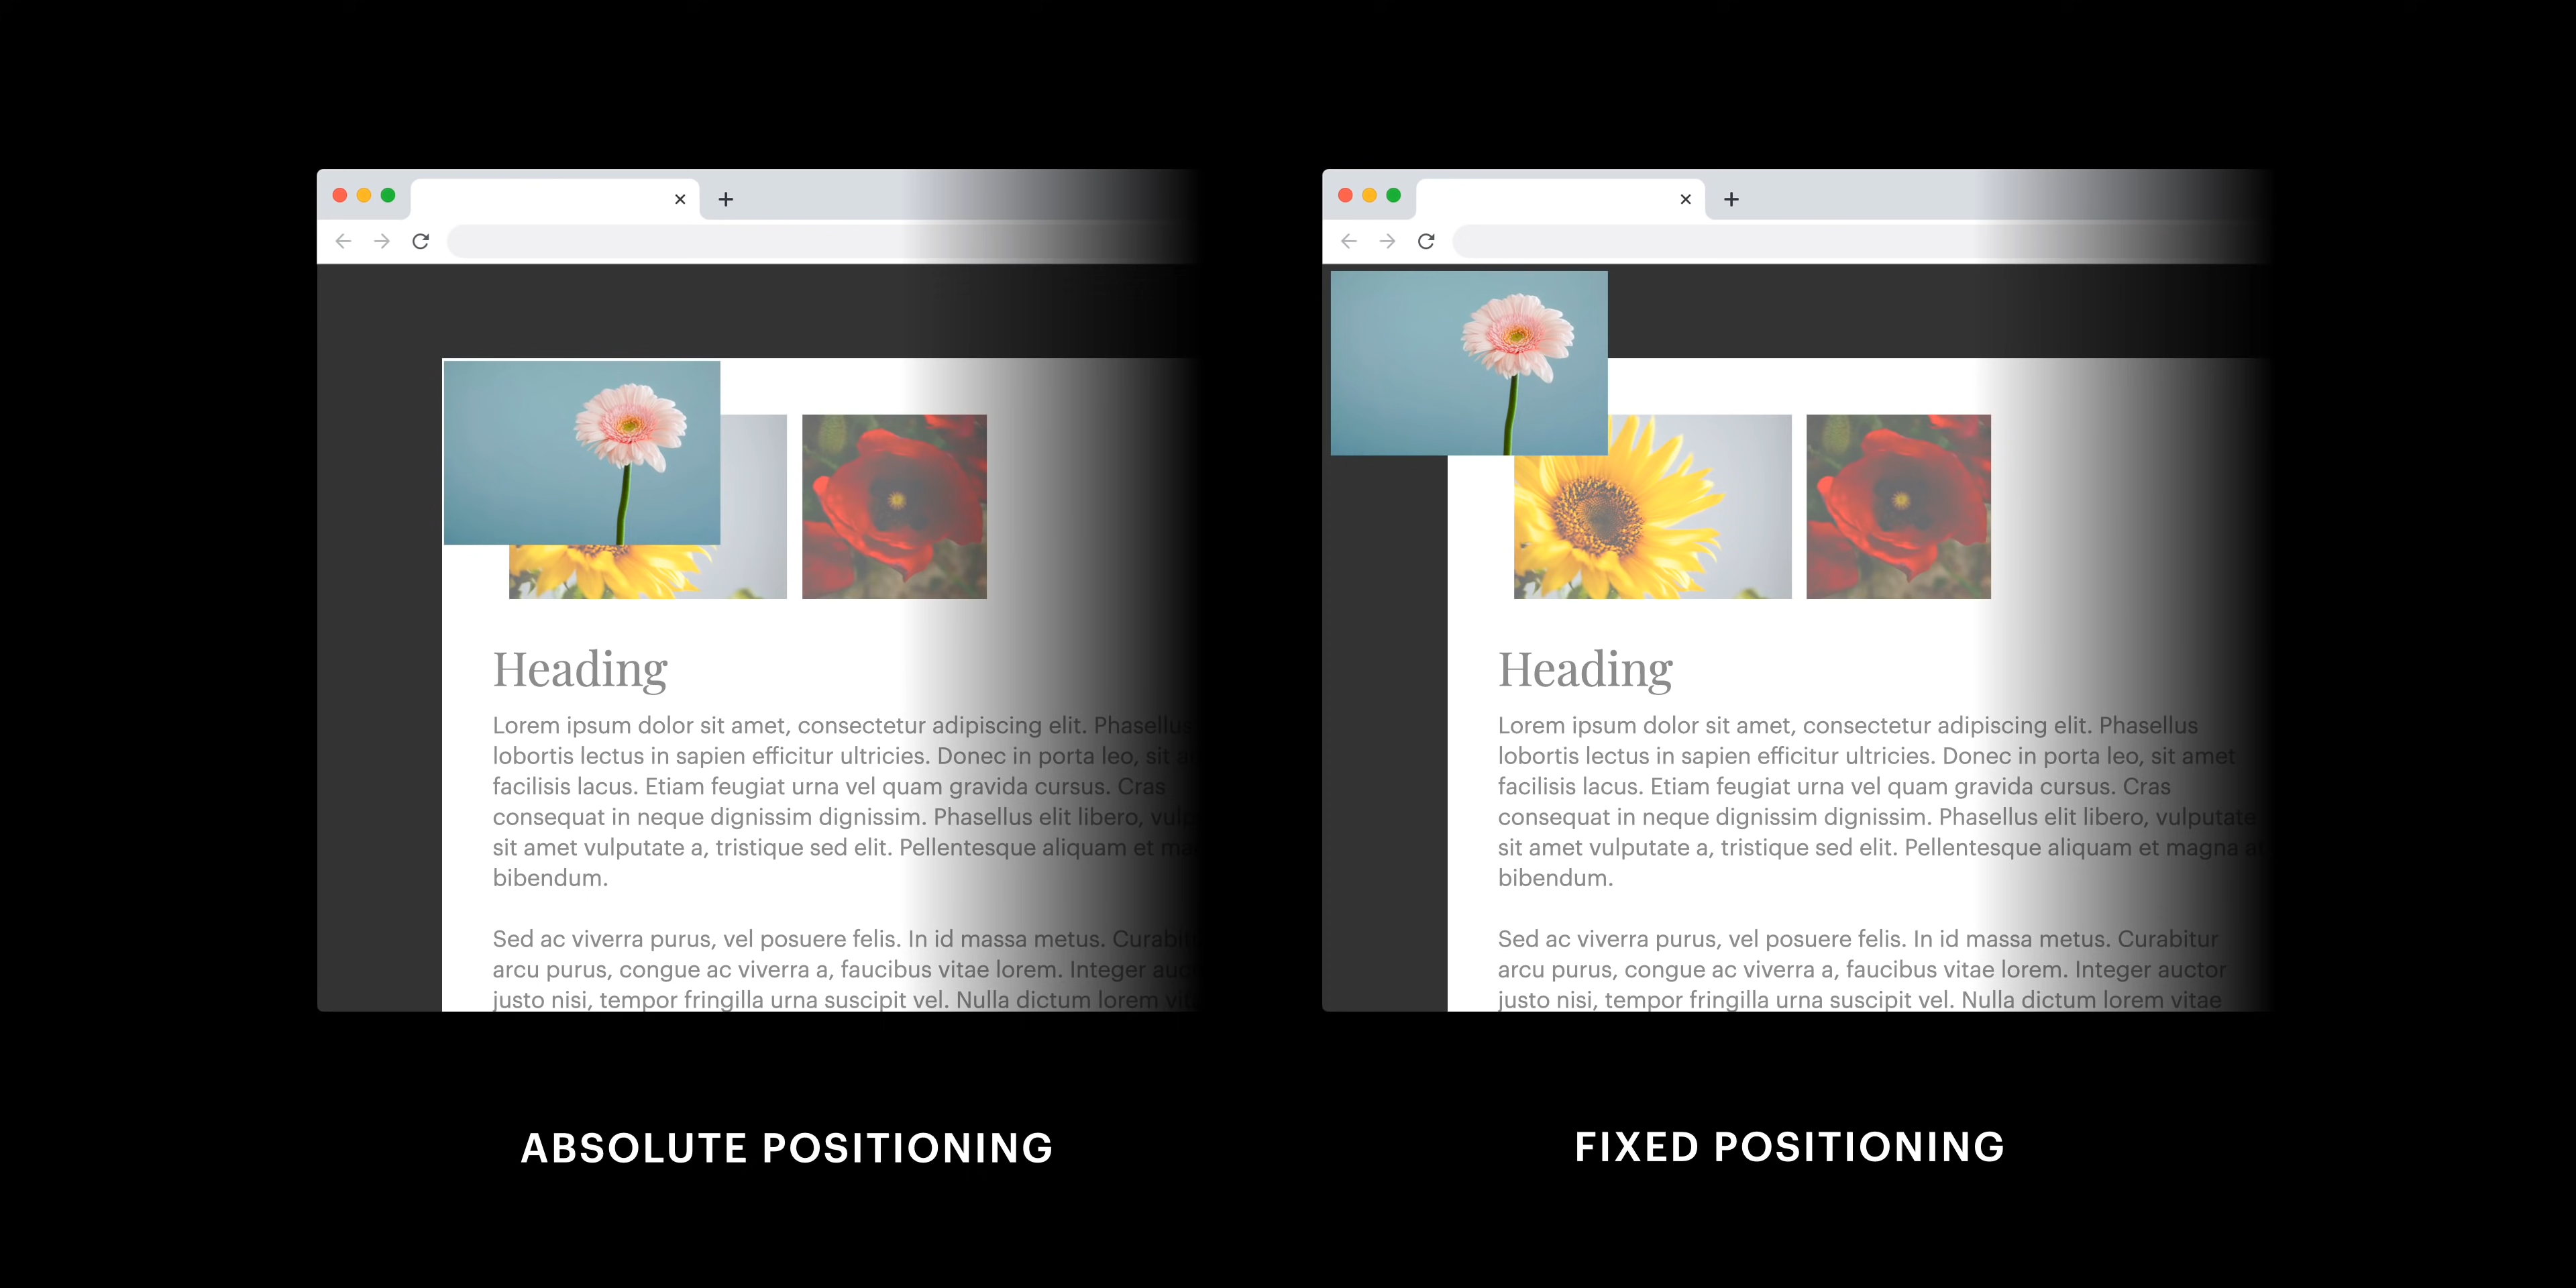 Heading
Lorem ipsum dolor sit amet, consectetur adipiscing elit. Phasellus
lobortis lectus in sapien efficitur ultricies. Donec in porta leo, sit
facilisis lacus. Etiam feugiat urna vel quam gravida cursus. Cras
consequat in neque dignissim dignissim. Phasellus elit libero,
sit amet vulputate a, tristique sed elit. Pellentesque aliquam et
bibendum.
Sed ac viverra purus, vel posuere felis. In id massa metus.
arcu purus, congue ac viverra a, faucibus vitae lorem. Integer
justo nisi, tempor fringilla urna suscipit vel. Nulla dictum lorem
ABSOLUTE POSITIONING
Heading
Lorem ipsum dolor sit amet, consectetur adipiscing elit. Phasellus
lobortis lectus in sapien efficitur ultricies. Donec in porta leo, sit amet
facilisis lacus. Etiam feugiat urna vel quam gravida cursus. Cras
consequat in neque dignissim dignissim. Phasellus elit libero, vulputate
sit amet vulputate a, tristique sed elit. Pellentesque aliquam et magna
bibendum.
Sed ac viverra purus, vel posuere felis. In id massa metus. Curabitur
arcu purus, congue ac viverra a, faucibus vitae lorem. Integer auctor
justo nisi, tempor fringilla urna suscipit vel. Nulla dictum lorem vitae
FIXED POSITIONING